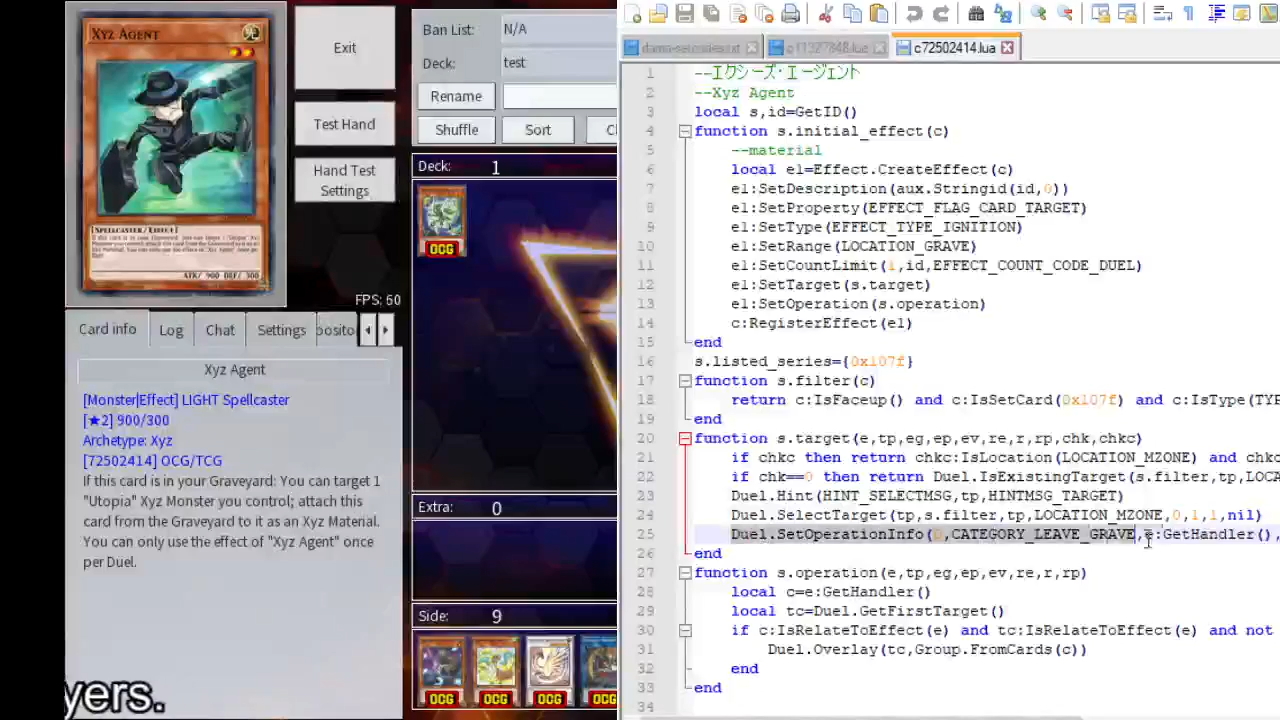 Xyz Agent
[Spellcaster/Effect]
ATK/ 900 DEF/ 300
Exit
Test Hand
Hand Test
Settings
FPS: 60
Card info
Log
Chat
Settings
Xyz Agent
[Monster|Effect] LIGHT Spellcaster
[★2] 900/300
Archetype: Xyz
[72502414] OCG/TCG
If this card is in your Graveyard: You can target 1
"Utopia" Xyz Monster you control; attach this
card from the Graveyard to it as an Xyz Material.
You can only use the effect of "Xyz Agent" once
per Duel.
yers.
Ban List: N/A
Deck: test
Rename
Shuffle
Sort
Deck: 1
OCG
Extra: 0
Side: 9
OCG
OCG
OCG
OCG
c72502414.lua
1 --エクシーズ・エージェント
2 --Xyz Agent
3 local s,id=GetID()
4 function s.initial_effect(c)
5 --material
6 local e1=Effect.CreateEffect(c)
7 e1:SetDescription(aux.Stringid(id,0))
8 e1:SetProperty(EFFECT_FLAG_CARD_TARGET)
9 e1:SetType(EFFECT_TYPE_IGNITION)
10 e1:SetRange(LOCATION_GRAVE)
11 e1:SetCountLimit(1,id,EFFECT_COUNT_CODE_DUEL)
12 e1:SetTarget(s.target)
13 e1:SetOperation(s.operation)
14 c:RegisterEffect(e1)
15 end
16 s.listed_series={0x107f}
17 function s.filter(c)
18 return c:IsFaceup() and c:IsSetCard(0x107f) and c:IsType(TYP
19 end
20 function s.target(e,tp,eg,ep,ev,re,r,rp,chk,chkc)
21 if chkc then return chkc:IsLocation(LOCATION_MZONE) and chkc
22 if chk==0 then return Duel.IsExistingTarget(s.filter,tp,LOCA
23 Duel.Hint(HINT_SELECTMSG,tp,HINTMSG_TARGET)
24 Duel.SelectTarget(tp,s.filter,tp,LOCATION_MZONE,0,1,1,nil)
25 Duel.SetOperationInfo(0,CATEGORY_LEAVE_GRAVE,e:GetHandler(),
26 end
27 function s.operation(e,tp,eg,ep,ev,re,r,rp)
28 local c=e:GetHandler()
29 local tc=Duel.GetFirstTarget()
30 if c:IsRelateToEffect(e) and tc:IsRelateToEffect(e) and not
31 Duel.Overlay(tc,Group.FromCards(c))
32 end
33 end
34